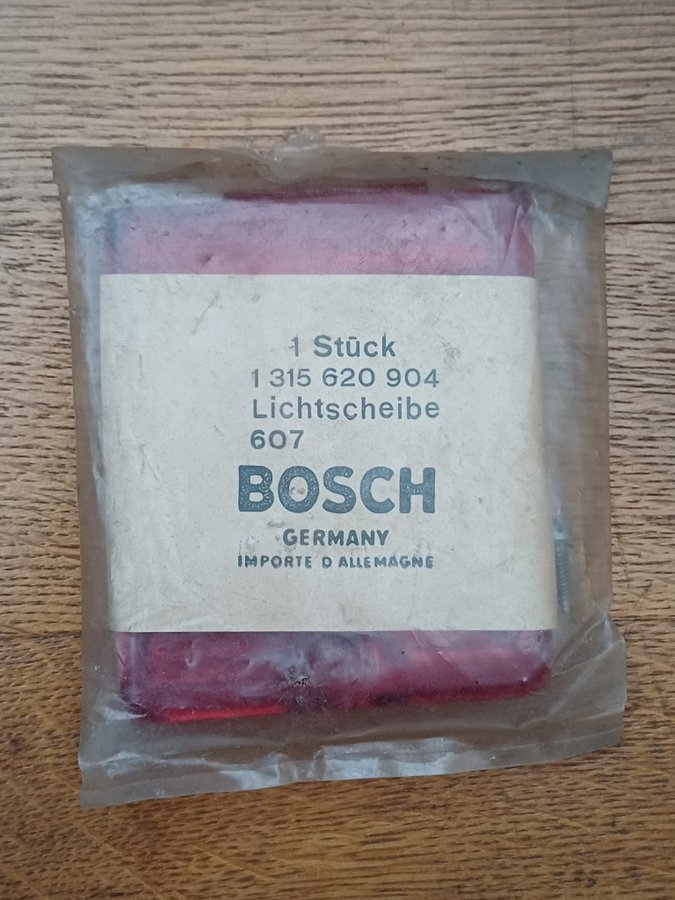 1 Stück
1 315 620 904
Lichtscheibe
607
BOSCH
GERMANY
IMPORTE D ALLEMAGNE